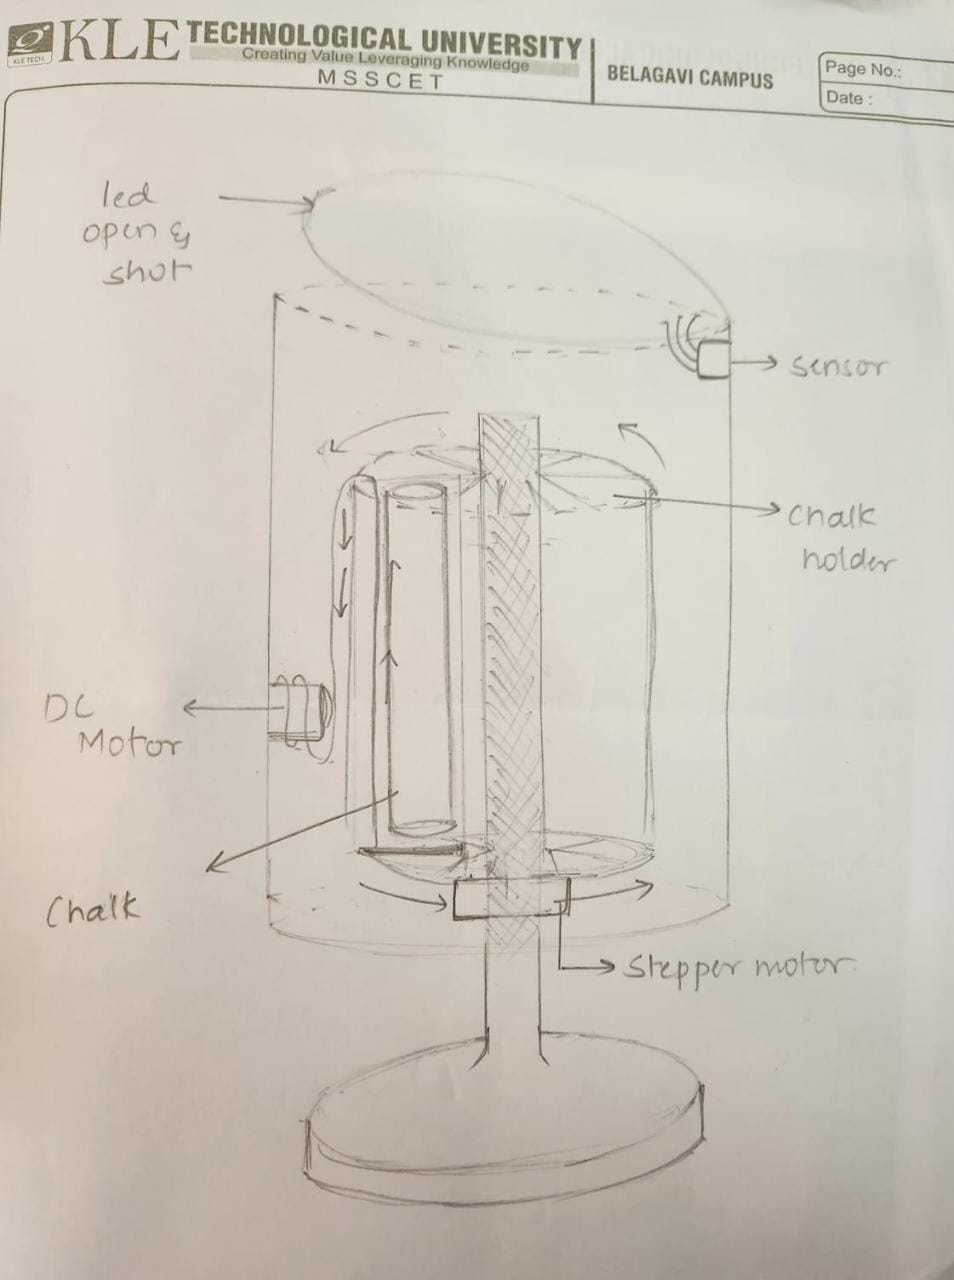 KLE TECH.
KLE TECHNOLOGICAL UNIVERSITY
Creating Value Leveraging Knowledge
MSSCET
BELAGAVI CAMPUS
Page No.:
Date :
led
open &
shut
sensor
Chalk
holder
DC
Motor
Chalk
Stepper motor